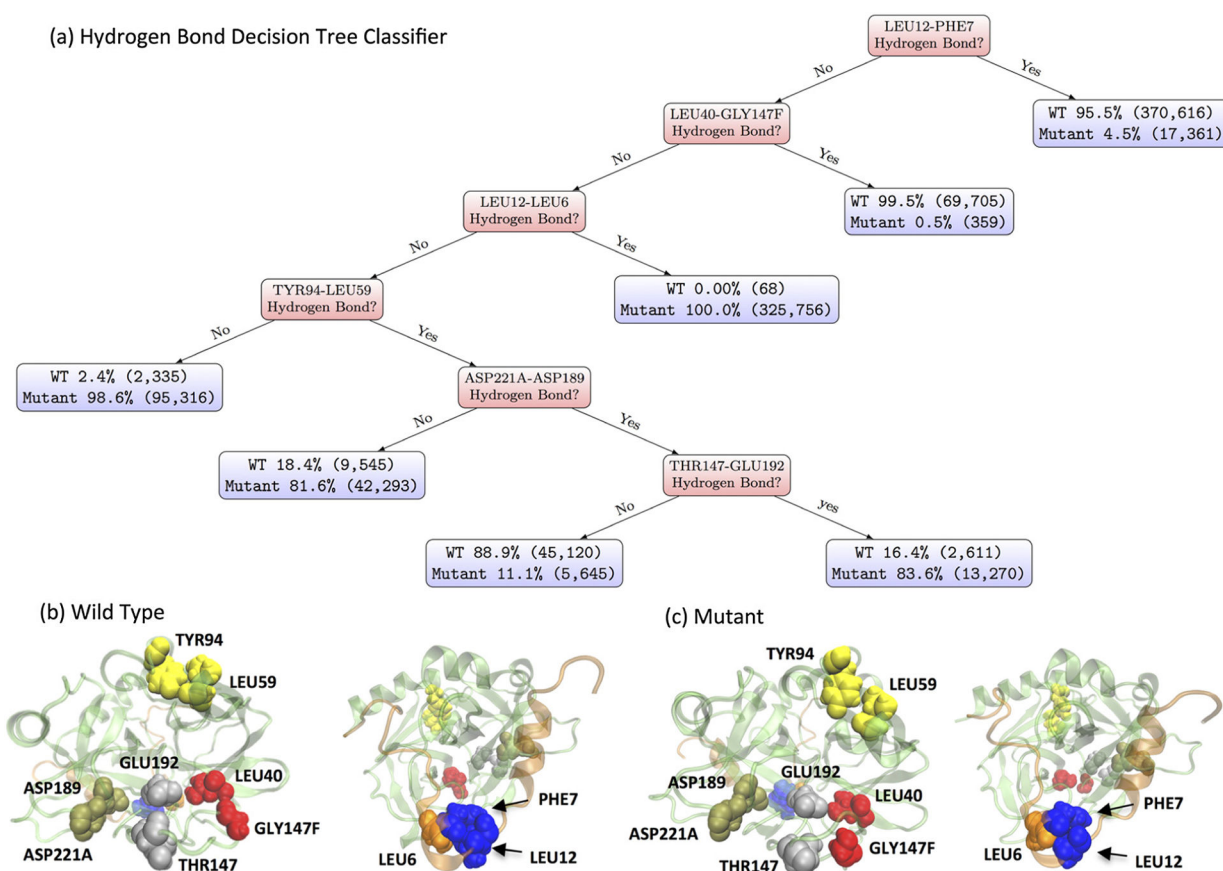 (a) Hydrogen Bond Decision Tree Classifier
LEU12-PHE7
Hydrogen Bond?
No
Yes
LEU40-GLY147F
Hydrogen Bond?
WT 95.5% (370,616)
Mutant 4.5% (17,361)
No
Yes
LEU12-LEU6
Hydrogen Bond?
WT 99.5% (69,705)
Mutant 0.5% (359)
No
Yes
TYR94-LEU59
Hydrogen Bond?
WT 0.00% (68)
Mutant 100.0% (325,756)
No
Yes
WT 2.4% (2,335)
Mutant 98.6% (95,316)
ASP221A-ASP189
Hydrogen Bond?
No
Yes
WT 18.4% (9,545)
Mutant 81.6% (42,293)
THR147-GLU192
Hydrogen Bond?
No
yes
WT 88.9% (45,120)
Mutant 11.1% (5,645)
WT 16.4% (2,611)
Mutant 83.6% (13,270)
(b) Wild Type
TYR94
LEU59
GLU192
ASP189
LEU40
GLY147F
ASP221A
THR147
PHE7
LEU6
LEU12
(c) Mutant
TYR94
LEU59
ASP189
GLU192
LEU40
ASP221A
GLY147F
THR147
PHE7
LEU6
LEU12